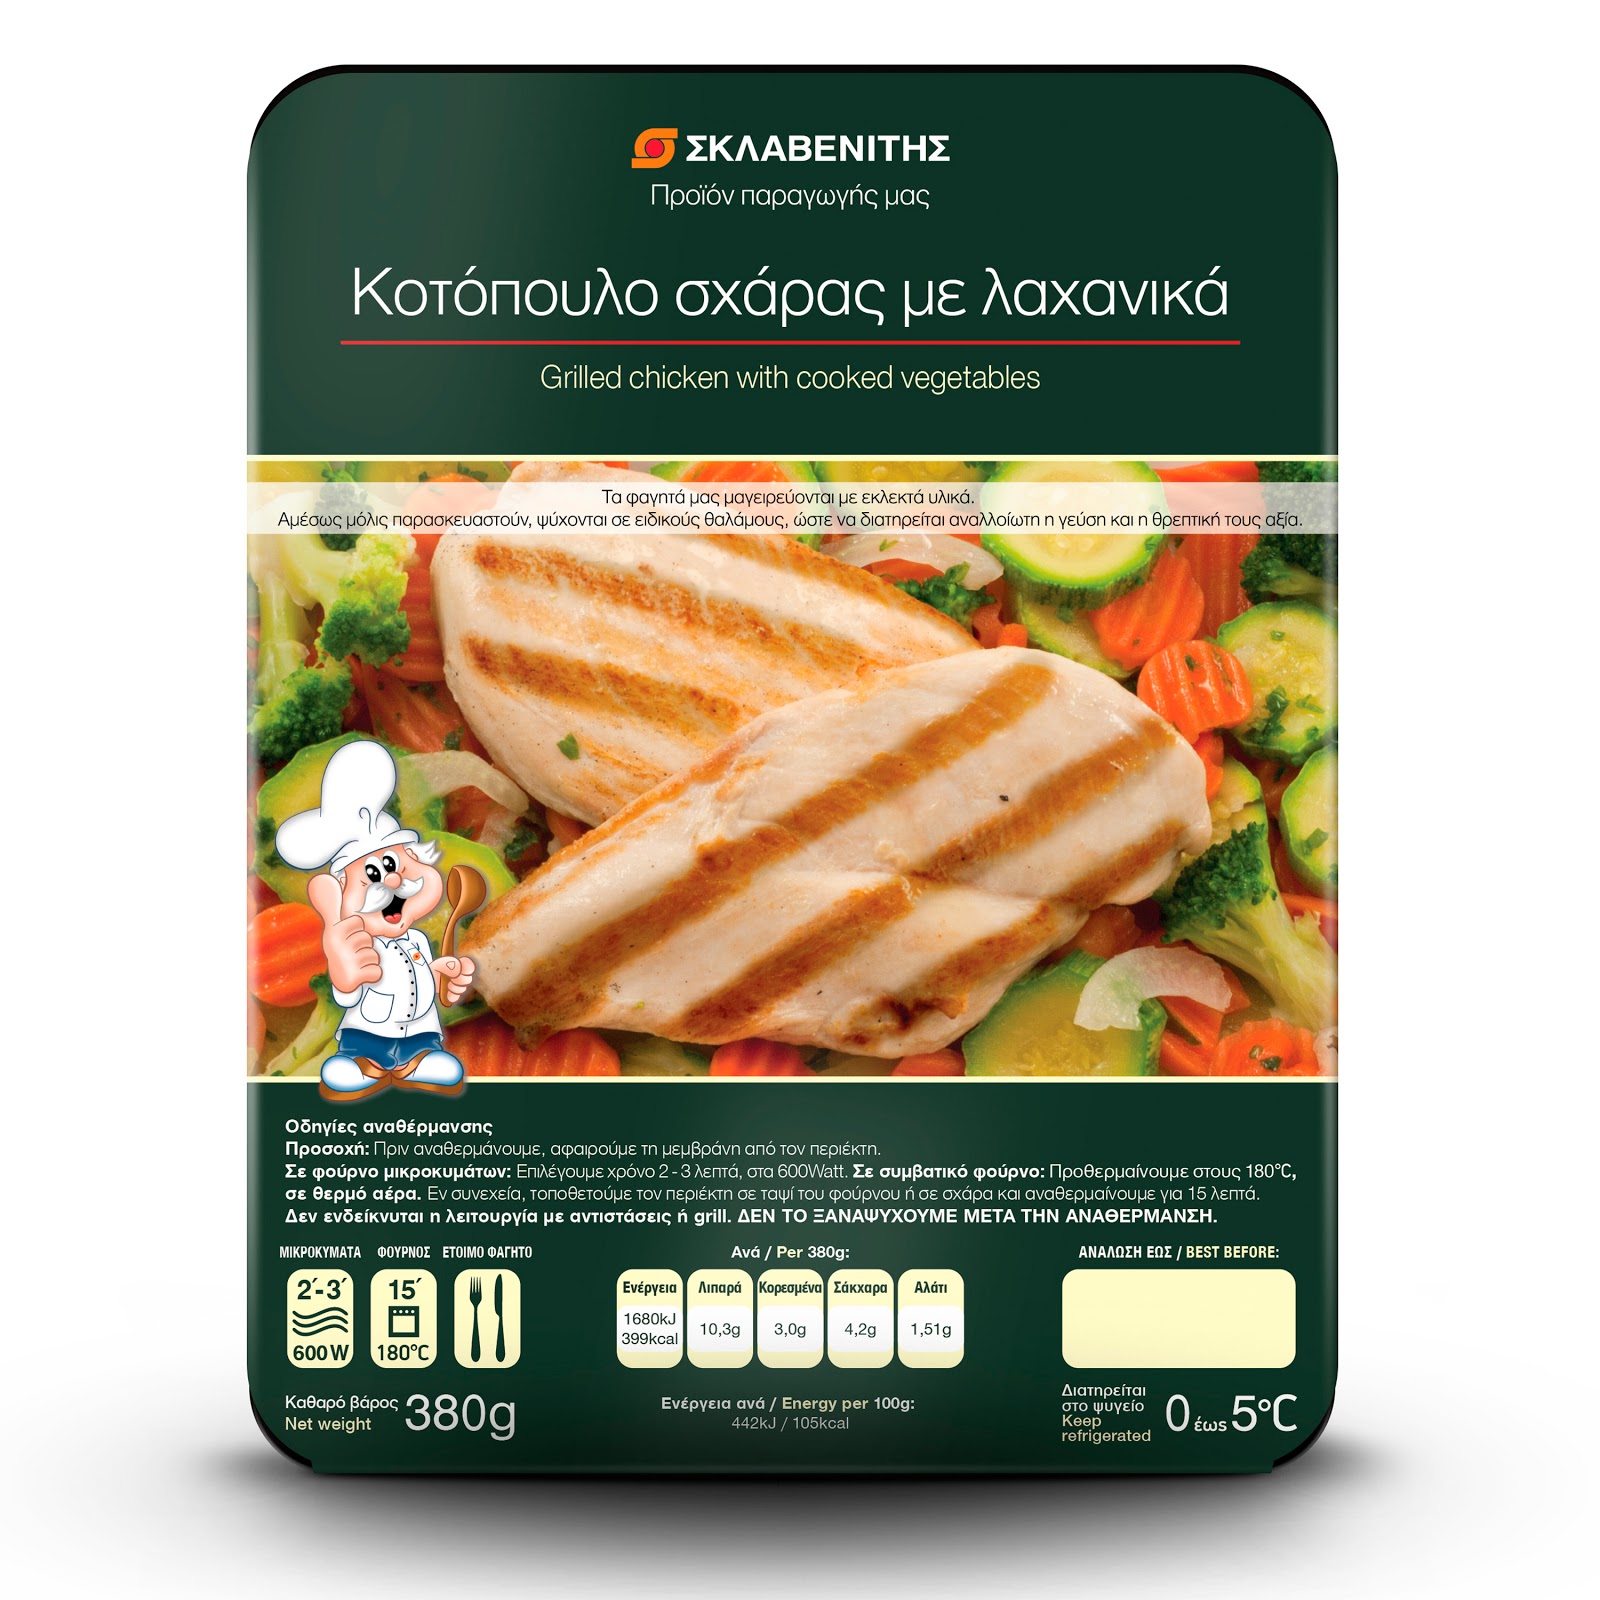 ΣΚΛΑΒΕΝΙΤΗΣ
Προϊόν παραγωγής μας
Κοτόπουλο σχάρας με λαχανικά
Grilled chicken with cooked vegetables
Τα φαγητά μας μαγειρεύονται με εκλεκτά υλικά.
Αμέσως μόλις παρασκευαστούν, ψύχονται σε ειδικούς θαλάμους, ώστε να διατηρείται αναλλοίωτη η γεύση και η θρεπτική τους αξία.
Οδηγίες αναθέρμανσης
Προσοχή: Πριν αναθερμάνουμε, αφαιρούμε τη μεμβράνη από τον περιέκτη.
Σε φούρνο μικροκυμάτων: Επιλέγουμε χρόνο 2 - 3 λεπτά, στα 600Watt. Σε συμβατικό φούρνο: Προθερμαίνουμε στους 180°C,
σε θερμό αέρα. Εν συνεχεία, τοποθετούμε τον περιέκτη σε ταψί του φούρνου ή σε σχάρα και αναθερμαίνουμε για 15 λεπτά.
Δεν ενδείκνυται η λειτουργία με αντιστάσεις ή grill. ΔΕΝ ΤΟ ΞΑΝΑΨΥΧΟΥΜΕ ΜΕΤΑ ΤΗΝ ΑΝΑΘΕΡΜΑΝΣΗ.
ΜΙΚΡΟΚΥΜΑΤΑ ΦΟΥΡΝΟΣ ΕΤΟΙΜΟ ΦΑΓΗΤΟ
2΄-3΄ 15΄
600 W 180°C
Ανά / Per 380g:
Ενέργεια Λιπαρά Κορεσμένα Σάκχαρα Αλάτι
1680kJ
399kcal 10,3g 3,0g 4,2g 1,51g
ΑΝΑΛΩΣΗ ΕΩΣ / BEST BEFORE:
Καθαρό βάρος
Net weight 380g
Ενέργεια ανά / Energy per 100g:
442kJ / 105kcal
Διατηρείται
στο ψυγείο
Keep
refrigerated
0 έως 5°C